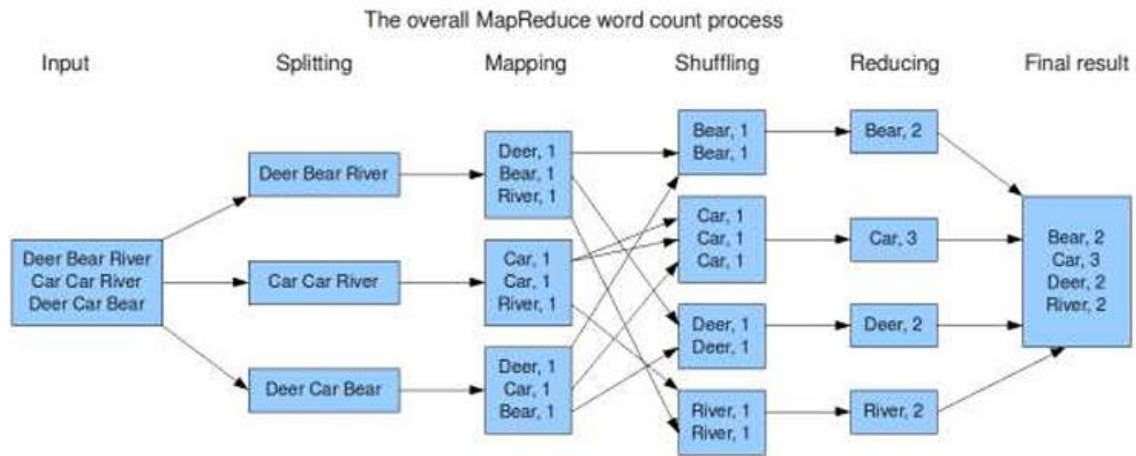 The overall MapReduce word count process
Input
Splitting
Mapping
Shuffling
Reducing
Final result
Deer Bear River
Car Car River
Deer Car Bear
Deer Bear River
Car Car River
Deer Car Bear
Deer, 1
Bear, 1
River, 1
Car, 1
Car, 1
River, 1
Deer, 1
Car, 1
Bear, 1
Bear, 1
Bear, 1
Car, 1
Car, 1
Car, 1
Deer, 1
Deer, 1
River, 1
River, 1
Bear, 2
Car, 3
Deer, 2
River, 2
Bear, 2
Car, 3
Deer, 2
River, 2